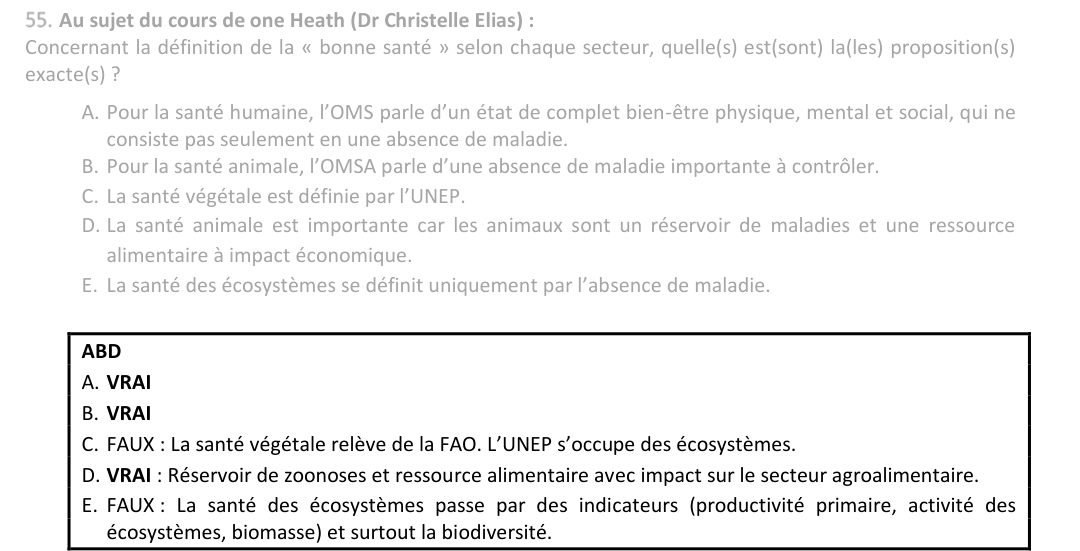 55. Au sujet du cours de one Heath (Dr Christelle Elias) :
Concernant la définition de la « bonne santé » selon chaque secteur, quelle(s) est(sont) la(les) proposition(s)
exacte(s) ?
A. Pour la santé humaine, l’OMS parle d’un état de complet bien-être physique, mental et social, qui ne
consiste pas seulement en une absence de maladie.
B. Pour la santé animale, l’OMSA parle d’une absence de maladie importante à contrôler.
C. La santé végétale est définie par l’UNEP.
D. La santé animale est importante car les animaux sont un réservoir de maladies et une ressource
alimentaire à impact économique.
E. La santé des écosystèmes se définit uniquement par l’absence de maladie.
ABD
A. VRAI
B. VRAI
C. FAUX : La santé végétale relève de la FAO. L’UNEP s’occupe des écosystèmes.
D. VRAI : Réservoir de zoonoses et ressource alimentaire avec impact sur le secteur agroalimentaire.
E. FAUX : La santé des écosystèmes passe par des indicateurs (productivité primaire, activité des
écosystèmes, biomasse) et surtout la biodiversité.